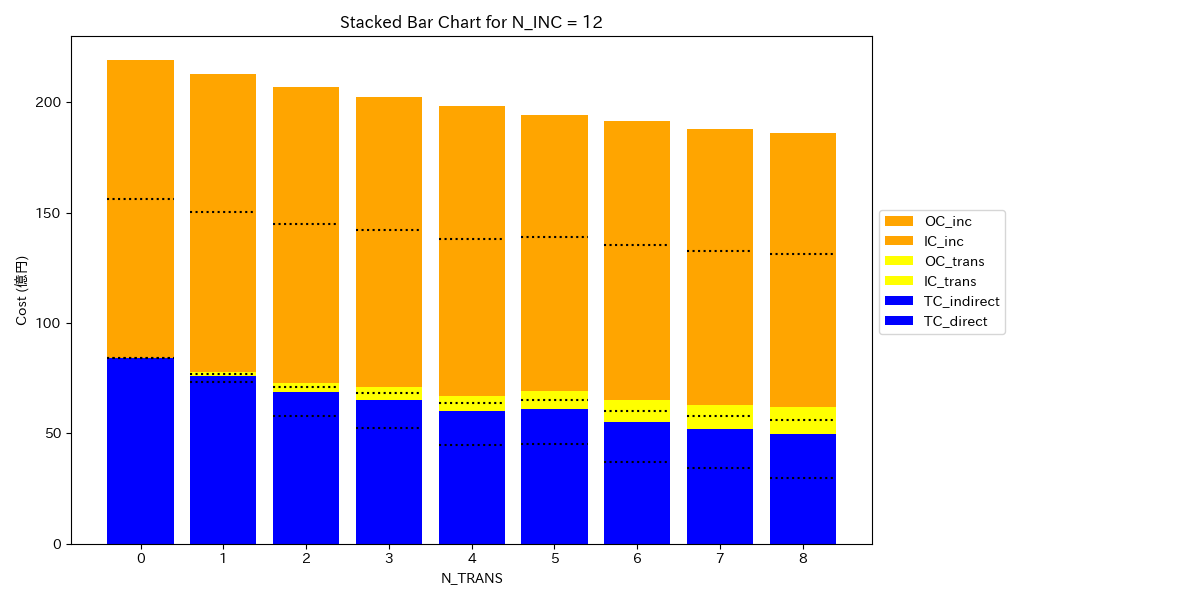 Stacked Bar Chart for N_INC = 12
Cost (億円)
200
150
100
50
0
0 1 2 3 4 5 6 7 8
N_TRANS
OC_inc
IC_inc
OC_trans
IC_trans
TC_indirect
TC_direct